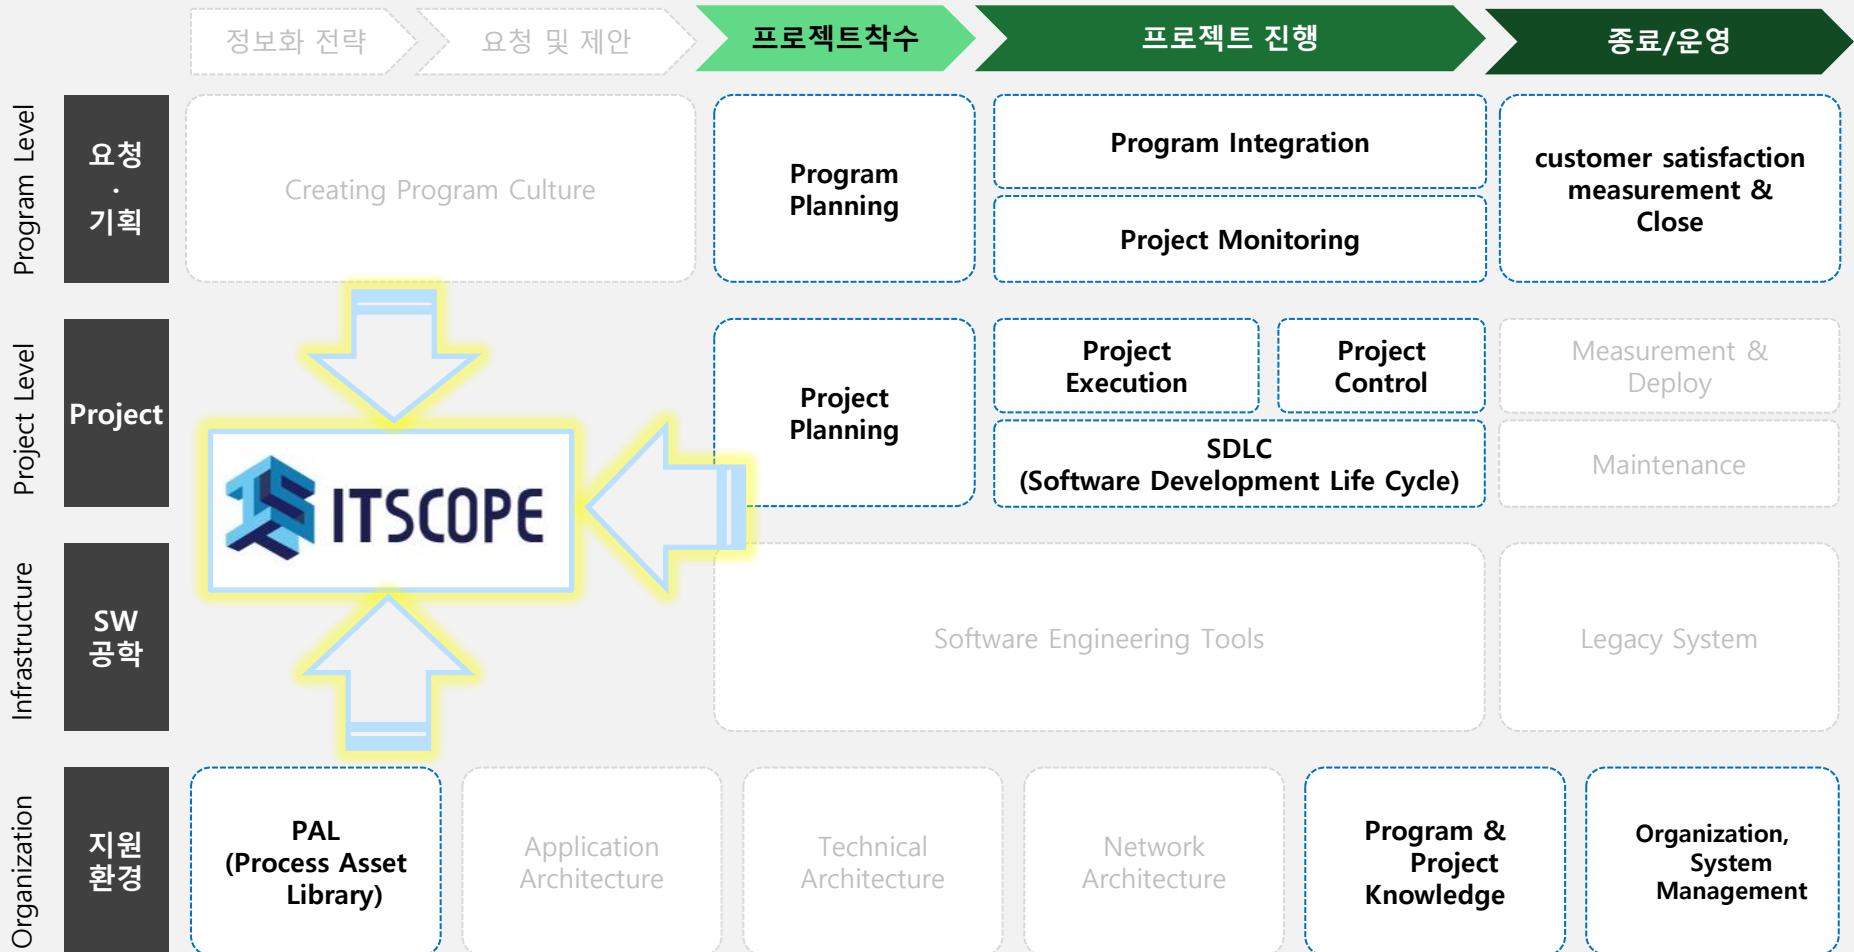 정보화 전략
요청 및 제안
프로젝트착수
프로젝트 진행
종료/운영
Program Level
요청
·
기획
Creating Program Culture
Program
Planning
Program Integration
Project Monitoring
customer satisfaction
measurement &
Close
Project Level
Project
ITSCOPE
Project
Planning
Project
Execution
Project
Control
SDLC
(Software Development Life Cycle)
Measurement &
Deploy
Maintenance
Infrastructure
SW
공학
Software Engineering Tools
Legacy System
Organization
지원
환경
PAL
(Process Asset
Library)
Application
Architecture
Technical
Architecture
Network
Architecture
Program &
Project
Knowledge
Organization,
System
Management